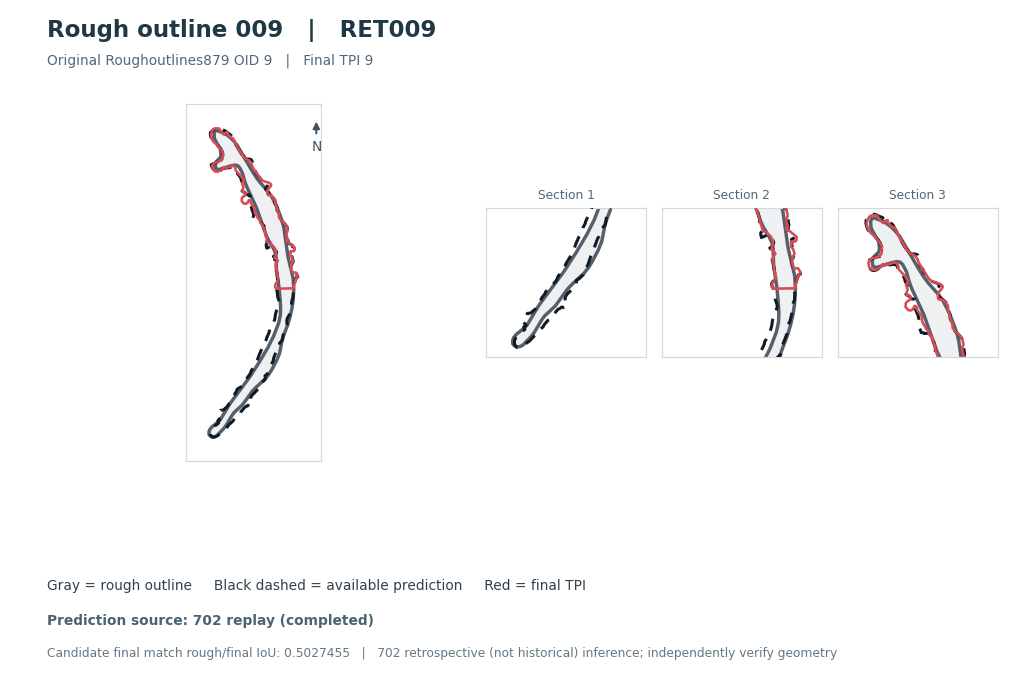 Rough outline 009 | RET009
Original Roughoutlines879 OID 9 | Final TPI 9
N
Section 1
Section 2
Section 3
Gray = rough outline Black dashed = available prediction Red = final TPI
Prediction source: 702 replay (completed)
Candidate final match rough/final IoU: 0.5027455 | 702 retrospective (not historical) inference; independently verify geometry